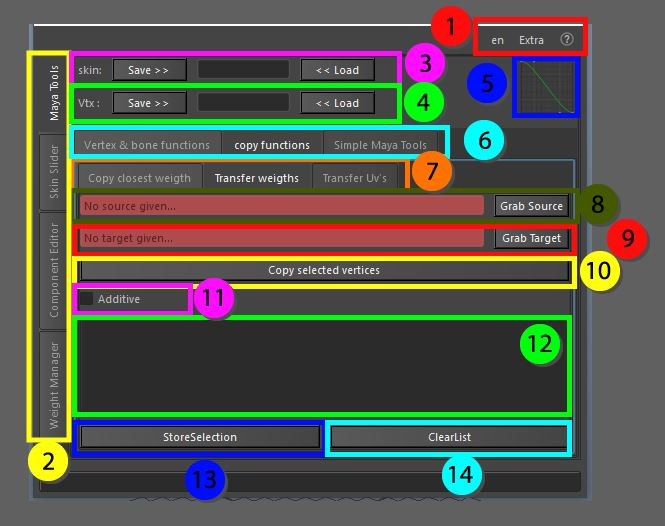 1
en Extra ?
2
Maya Tools
Skin Slider
Component Editor
Weight Manager
skin: Save >> << Load
3
Vtx : Save >> << Load
4
5
6
Vertex & bone functions copy functions Simple Maya Tools
7
Copy closest weigth Transfer weigths Transfer Uv's
No source given... Grab Source
8
No target given... Grab Target
9
Copy selected vertices
10
Additive
11
12
StoreSelection ClearList
13
14